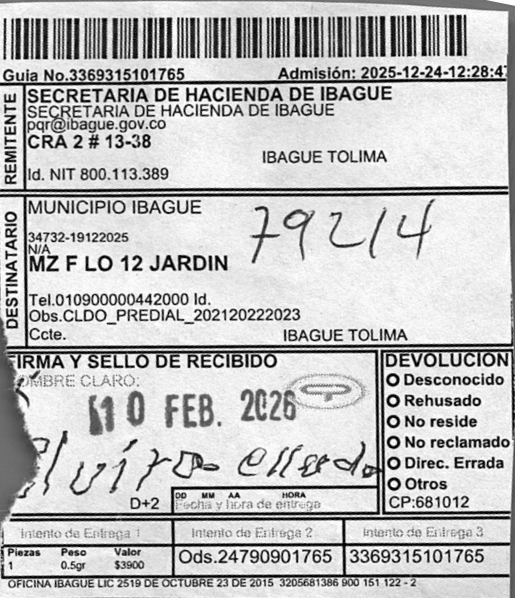 Guia No.3369315101765 Admisión: 2025-12-24-12:28:47
REMITENTE
SECRETARIA DE HACIENDA DE IBAGUE
SECRETARIA DE HACIENDA DE IBAGUE
pqr@ibague.gov.co
CRA 2 # 13-38
IBAGUE TOLIMA
Id. NIT 800.113.389
DESTINATARIO
MUNICIPIO IBAGUE
79214
34732-19122025
N/A
MZ F LO 12 JARDIN
Tel.010900000442000 Id.
Obs.CLDO_PREDIAL_202120222023
Ccte. IBAGUE TOLIMA
FIRMA Y SELLO DE RECIBIDO
NOMBRE CLARO:
10 FEB. 2026
D+2
DD MM AA HORA
Fecha y hora de entrega
DEVOLUCION
Desconocido
Rehusado
No reside
No reclamado
Direc. Errada
Otros
CP:681012
Intento de Entrega 1 Intento de Entrega 2 Intento de Entrega 3
Piezas Peso Valor
1 0.5gr $3900
Ods.24790901765 3369315101765
OFICINA IBAGUE LIC 2519 DE OCTUBRE 23 DE 2015 3205681386 900 151 122 - 2